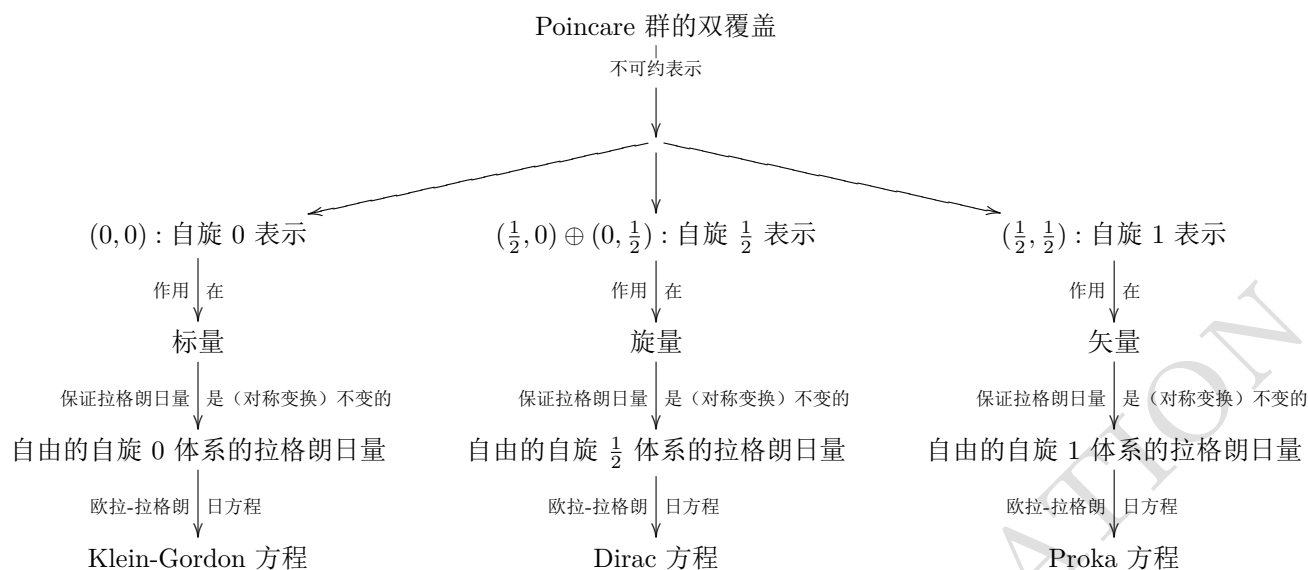 Poincare 群的双覆盖
不可约表示
(0, 0) : 自旋 0 表示
(1/2, 0) ⊕ (0, 1/2) : 自旋 1/2 表示
(1/2, 1/2) : 自旋 1 表示
作用 在
作用 在
作用 在
标量
旋量
矢量
保证拉格朗日量 是（对称变换）不变的
保证拉格朗日量 是（对称变换）不变的
保证拉格朗日量 是（对称变换）不变的
自由的自旋 0 体系的拉格朗日量
自由的自旋 1/2 体系的拉格朗日量
自由的自旋 1 体系的拉格朗日量
欧拉-拉格朗 日方程
欧拉-拉格朗 日方程
欧拉-拉格朗 日方程
Klein-Gordon 方程
Dirac 方程
Proka 方程
ATION